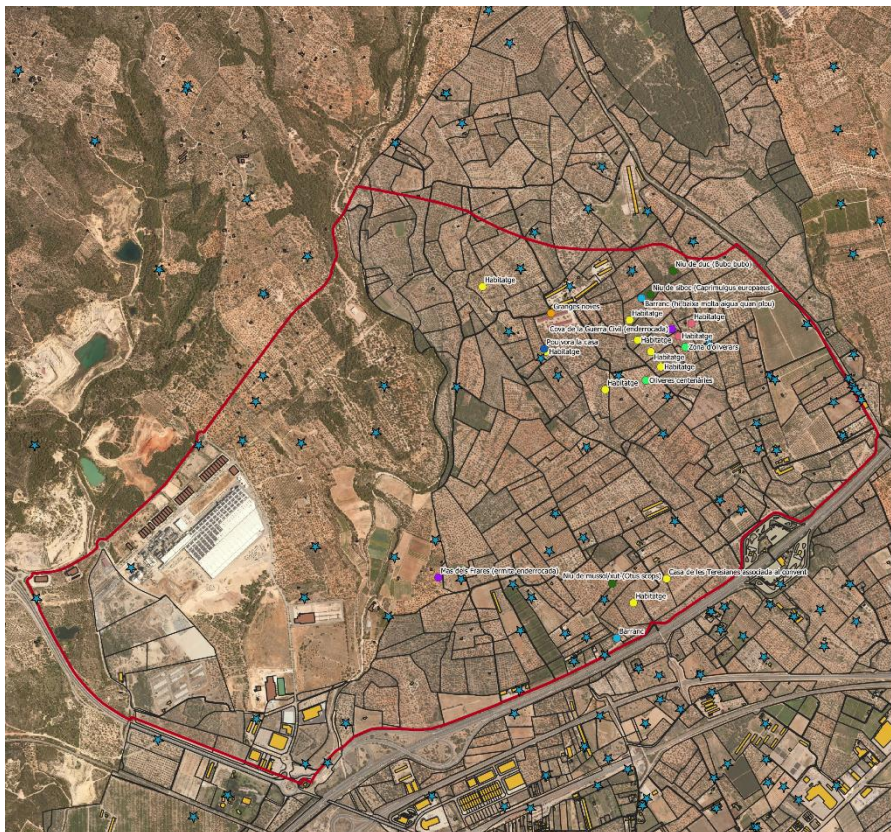 Niu de duc (Bubo bubo)
Habitatge
Niu de siboc (Caprimulgus europaeus)
Barranc (hi baixa molta aigua quan plou)
Granges noves
Habitatge
Habitatge
Cova de la Guerra Civil (enderrocada)
Habitatge
Habitatge
Pou vora la casa
Zona d'oliverars
Habitatge
Habitatge
Habitatge
Oliveres centenàries
Habitatge
Mas dels Frares (ermita enderrocada)
Niu de mussol/xut (Otus scops)
Casa de les Teresianes associada al convent
Habitatge
Barranc